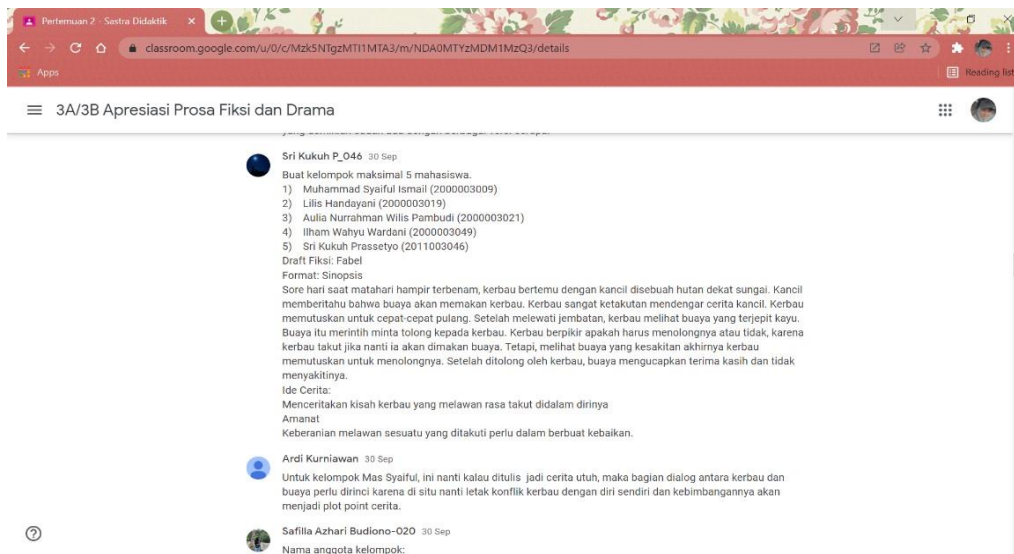 Pertemuan 2 - Sastra Didaktik
classroom.google.com/u/0/c/Mzk5NTgzMTI1MTA3/m/NDA0MTYzMDM1MzQ3/details
Apps
Reading list
3A/3B Apresiasi Prosa Fiksi dan Drama
Sri Kukuh P_046 30 Sep
Buat kelompok maksimal 5 mahasiswa.
1) Muhammad Syaiful Ismail (2000003009)
2) Lilis Handayani (2000003019)
3) Aulia Nurrahman Wilis Pambudi (2000003021)
4) Ilham Wahyu Wardani (2000003049)
5) Sri Kukuh Prassetyo (2011003046)
Draft Fiksi: Fabel
Format: Sinopsis
Sore hari saat matahari hampir terbenam, kerbau bertemu dengan kancil disebuah hutan dekat sungai. Kancil
memberitahu bahwa buaya akan memakan kerbau. Kerbau sangat ketakutan mendengar cerita kancil. Kerbau
memutuskan untuk cepat-cepat pulang. Setelah melewati jembatan, kerbau melihat buaya yang terjepit kayu.
Buaya itu merintih minta tolong kepada kerbau. Kerbau berpikir apakah harus menolongnya atau tidak, karena
kerbau takut jika nanti ia akan dimakan buaya. Tetapi, melihat buaya yang kesakitan akhirnya kerbau
memutuskan untuk menolongnya. Setelah ditolong oleh kerbau, buaya mengucapkan terima kasih dan tidak
menyakitinya.
Ide Cerita:
Menceritakan kisah kerbau yang melawan rasa takut didalam dirinya
Amanat
Keberanian melawan sesuatu yang ditakuti perlu dalam berbuat kebaikan.
Ardi Kurniawan 30 Sep
Untuk kelompok Mas Syaiful, ini nanti kalau ditulis jadi cerita utuh, maka bagian dialog antara kerbau dan
buaya perlu dirinci karena di situ nanti letak konflik kerbau dengan diri sendiri dan kebimbangannya akan
menjadi plot point cerita.
Safilla Azhari Budiono-020 30 Sep
Nama anggota kelompok: